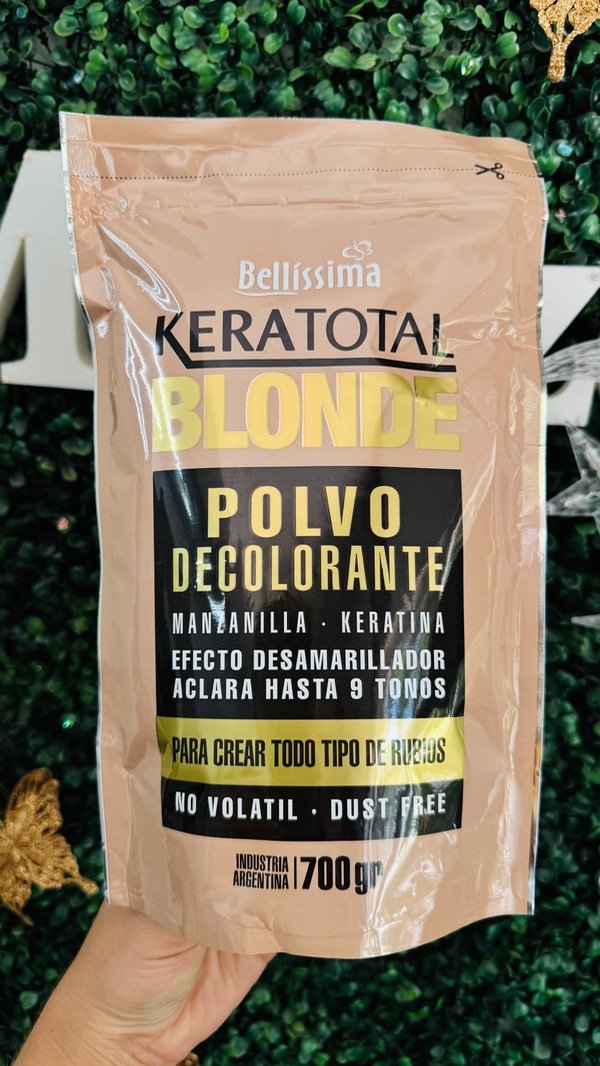 Bellíssima
KERATOTAL
BLONDE
POLVO
DECOLORANTE
MANZANILLA · KERATINA
EFECTO DESAMARILLADOR
ACLARA HASTA 9 TONOS
PARA CREAR TODO TIPO DE RUBIOS
NO VOLATIL · DUST FREE
INDUSTRIA
ARGENTINA
700gr